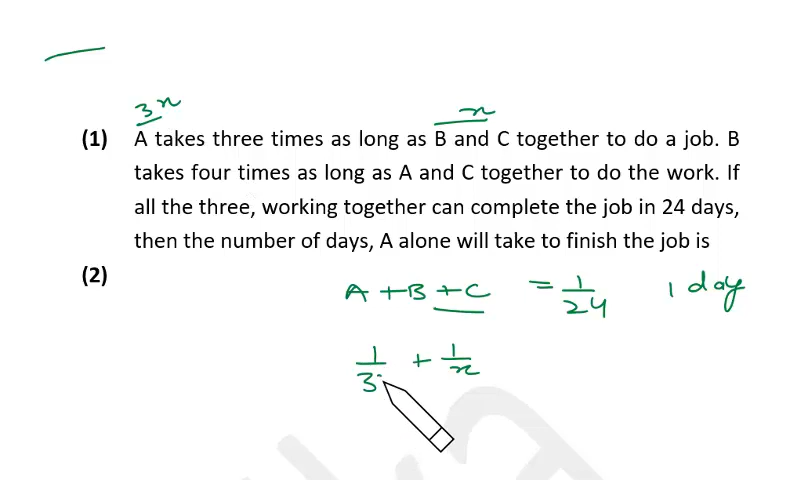 3x x
(1) A takes three times as long as B and C together to do a job. B
takes four times as long as A and C together to do the work. If
all the three, working together can complete the job in 24 days,
then the number of days, A alone will take to finish the job is
(2)
A + B + C = 1/24 1 day
1/3 + 1/x